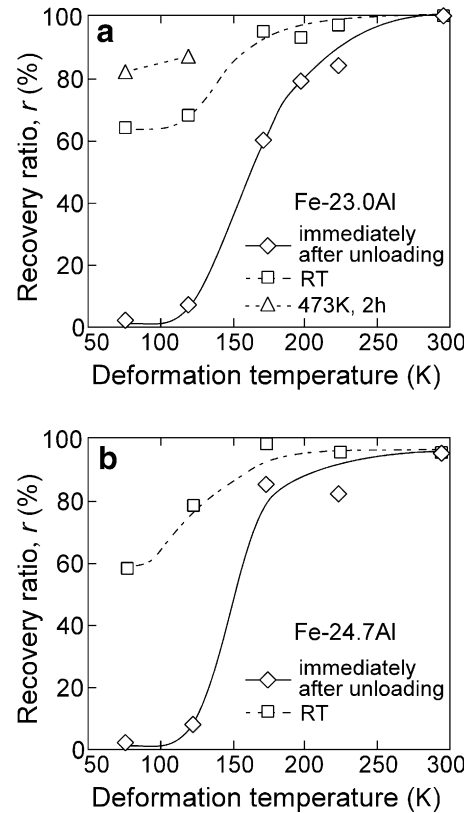 a
100
80
60
40
20
0
Recovery ratio, r (%)
Fe-23.0Al
immediately
after unloading
RT
473K, 2h
50 100 150 200 250 300
Deformation temperature (K)
b
100
80
60
40
20
0
Recovery ratio, r (%)
Fe-24.7Al
immediately
after unloading
RT
50 100 150 200 250 300
Deformation temperature (K)